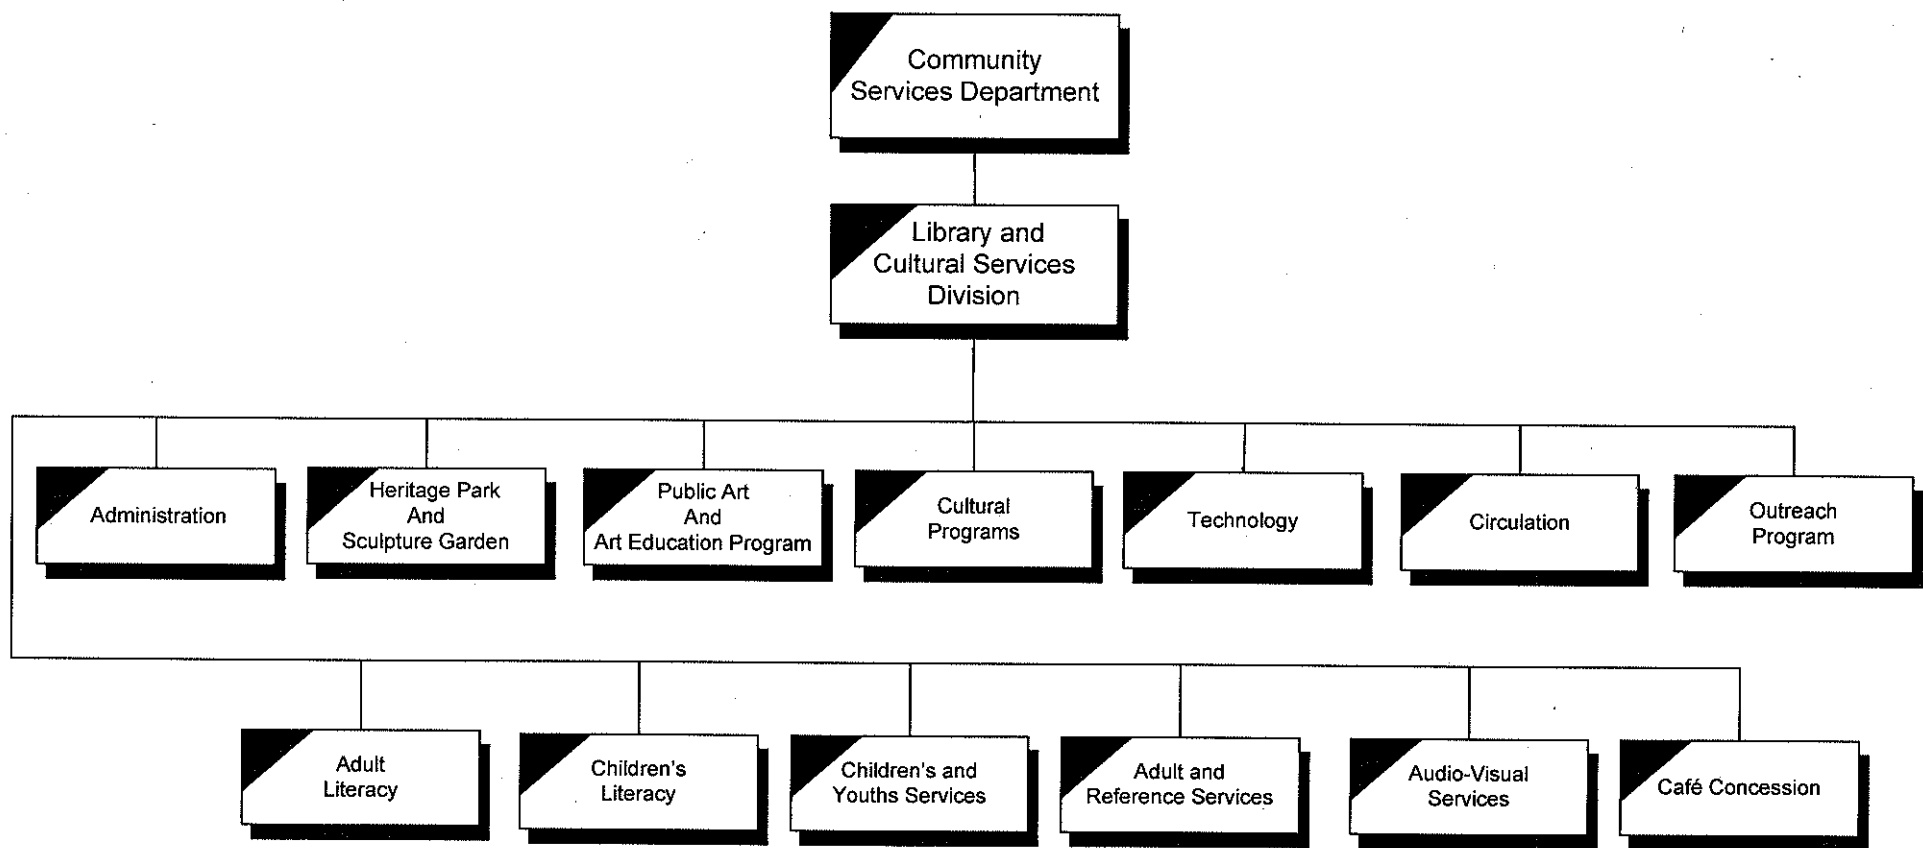 Community
Services Department
Library and
Cultural Services
Division
Administration
Heritage Park
And
Sculpture Garden
Public Art
And
Art Education Program
Cultural
Programs
Technology
Circulation
Outreach
Program
Adult
Literacy
Children's
Literacy
Children's and
Youths Services
Adult and
Reference Services
Audio-Visual
Services
Café Concession